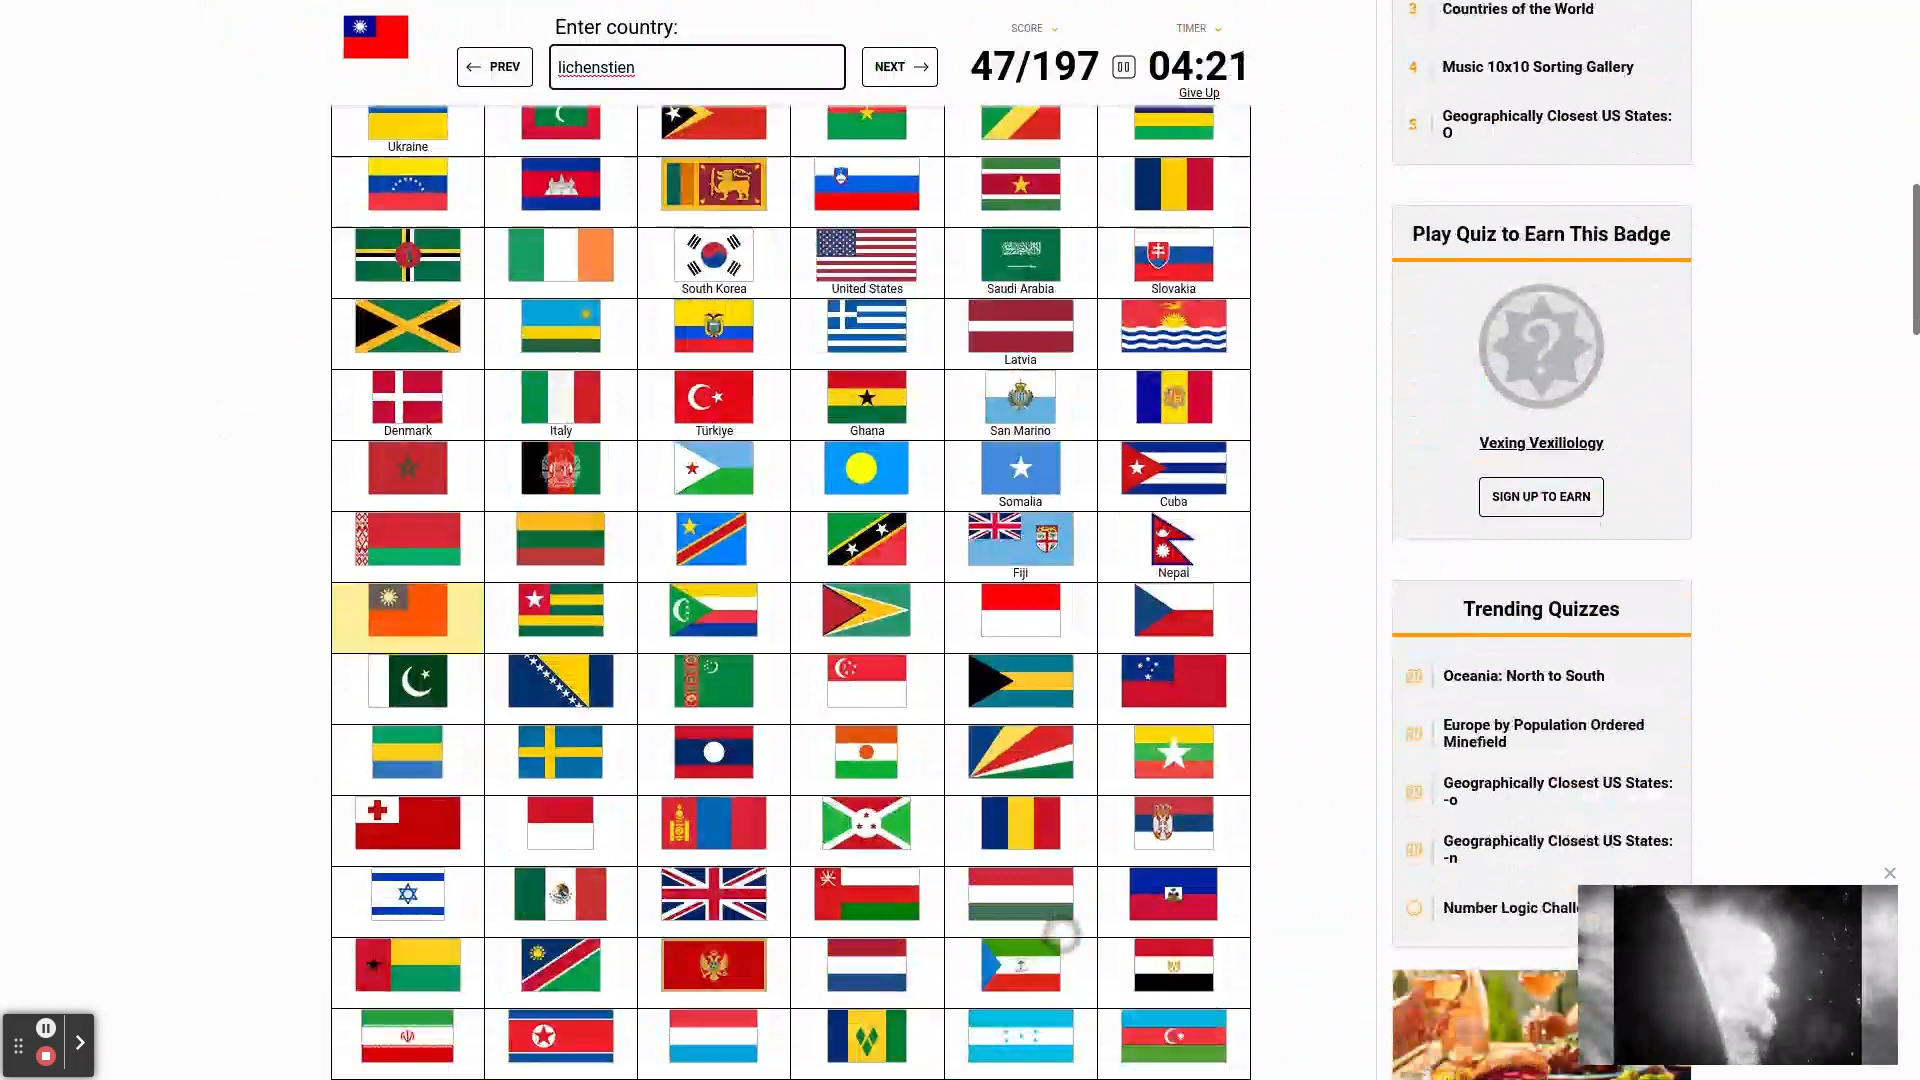 Enter country:
PREV
lichenstien
NEXT
SCORE
47/197
TIMER
04:21
Give Up
Ukraine
South Korea
United States
Saudi Arabia
Slovakia
Latvia
Denmark
Italy
Türkiye
Ghana
San Marino
Somalia
Cuba
Fiji
Nepal
3
Countries of the World
4
Music 10x10 Sorting Gallery
5
Geographically Closest US States:
O
Play Quiz to Earn This Badge
?
Vexing Vexiliology
SIGN UP TO EARN
Trending Quizzes
Oceania: North to South
Europe by Population Ordered
Minefield
Geographically Closest US States:
-o
Geographically Closest US States:
-n
Number Logic Chall